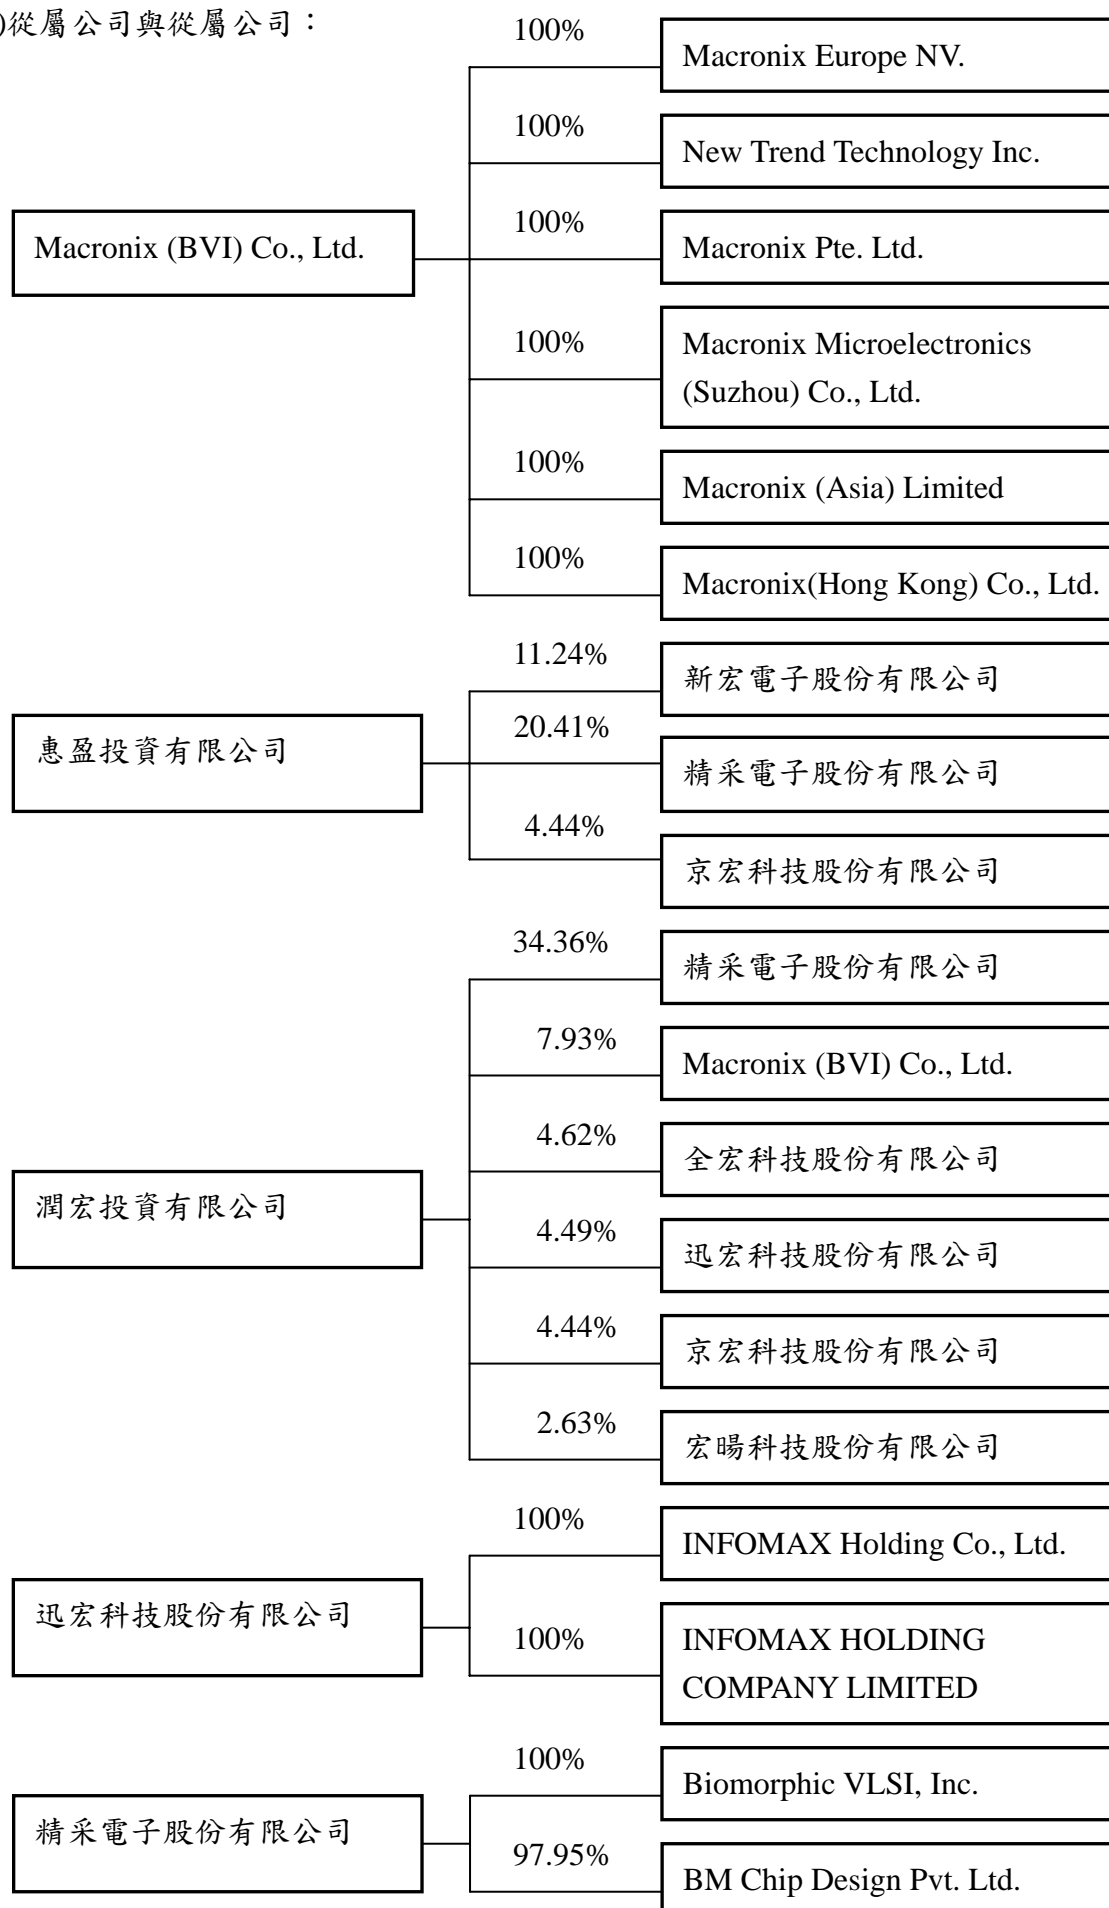 )從屬公司與從屬公司：
100%
Macronix Europe NV.
100%
New Trend Technology Inc.
Macronix (BVI) Co., Ltd.
100%
Macronix Pte. Ltd.
100%
Macronix Microelectronics
(Suzhou) Co., Ltd.
100%
Macronix (Asia) Limited
100%
Macronix(Hong Kong) Co., Ltd.
11.24%
新宏電子股份有限公司
惠盈投資有限公司
20.41%
精采電子股份有限公司
4.44%
京宏科技股份有限公司
34.36%
精采電子股份有限公司
7.93%
Macronix (BVI) Co., Ltd.
4.62%
全宏科技股份有限公司
潤宏投資有限公司
4.49%
迅宏科技股份有限公司
4.44%
京宏科技股份有限公司
2.63%
宏暘科技股份有限公司
100%
INFOMAX Holding Co., Ltd.
迅宏科技股份有限公司
100%
INFOMAX HOLDING
COMPANY LIMITED
100%
Biomorphic VLSI, Inc.
精采電子股份有限公司
97.95%
BM Chip Design Pvt. Ltd.